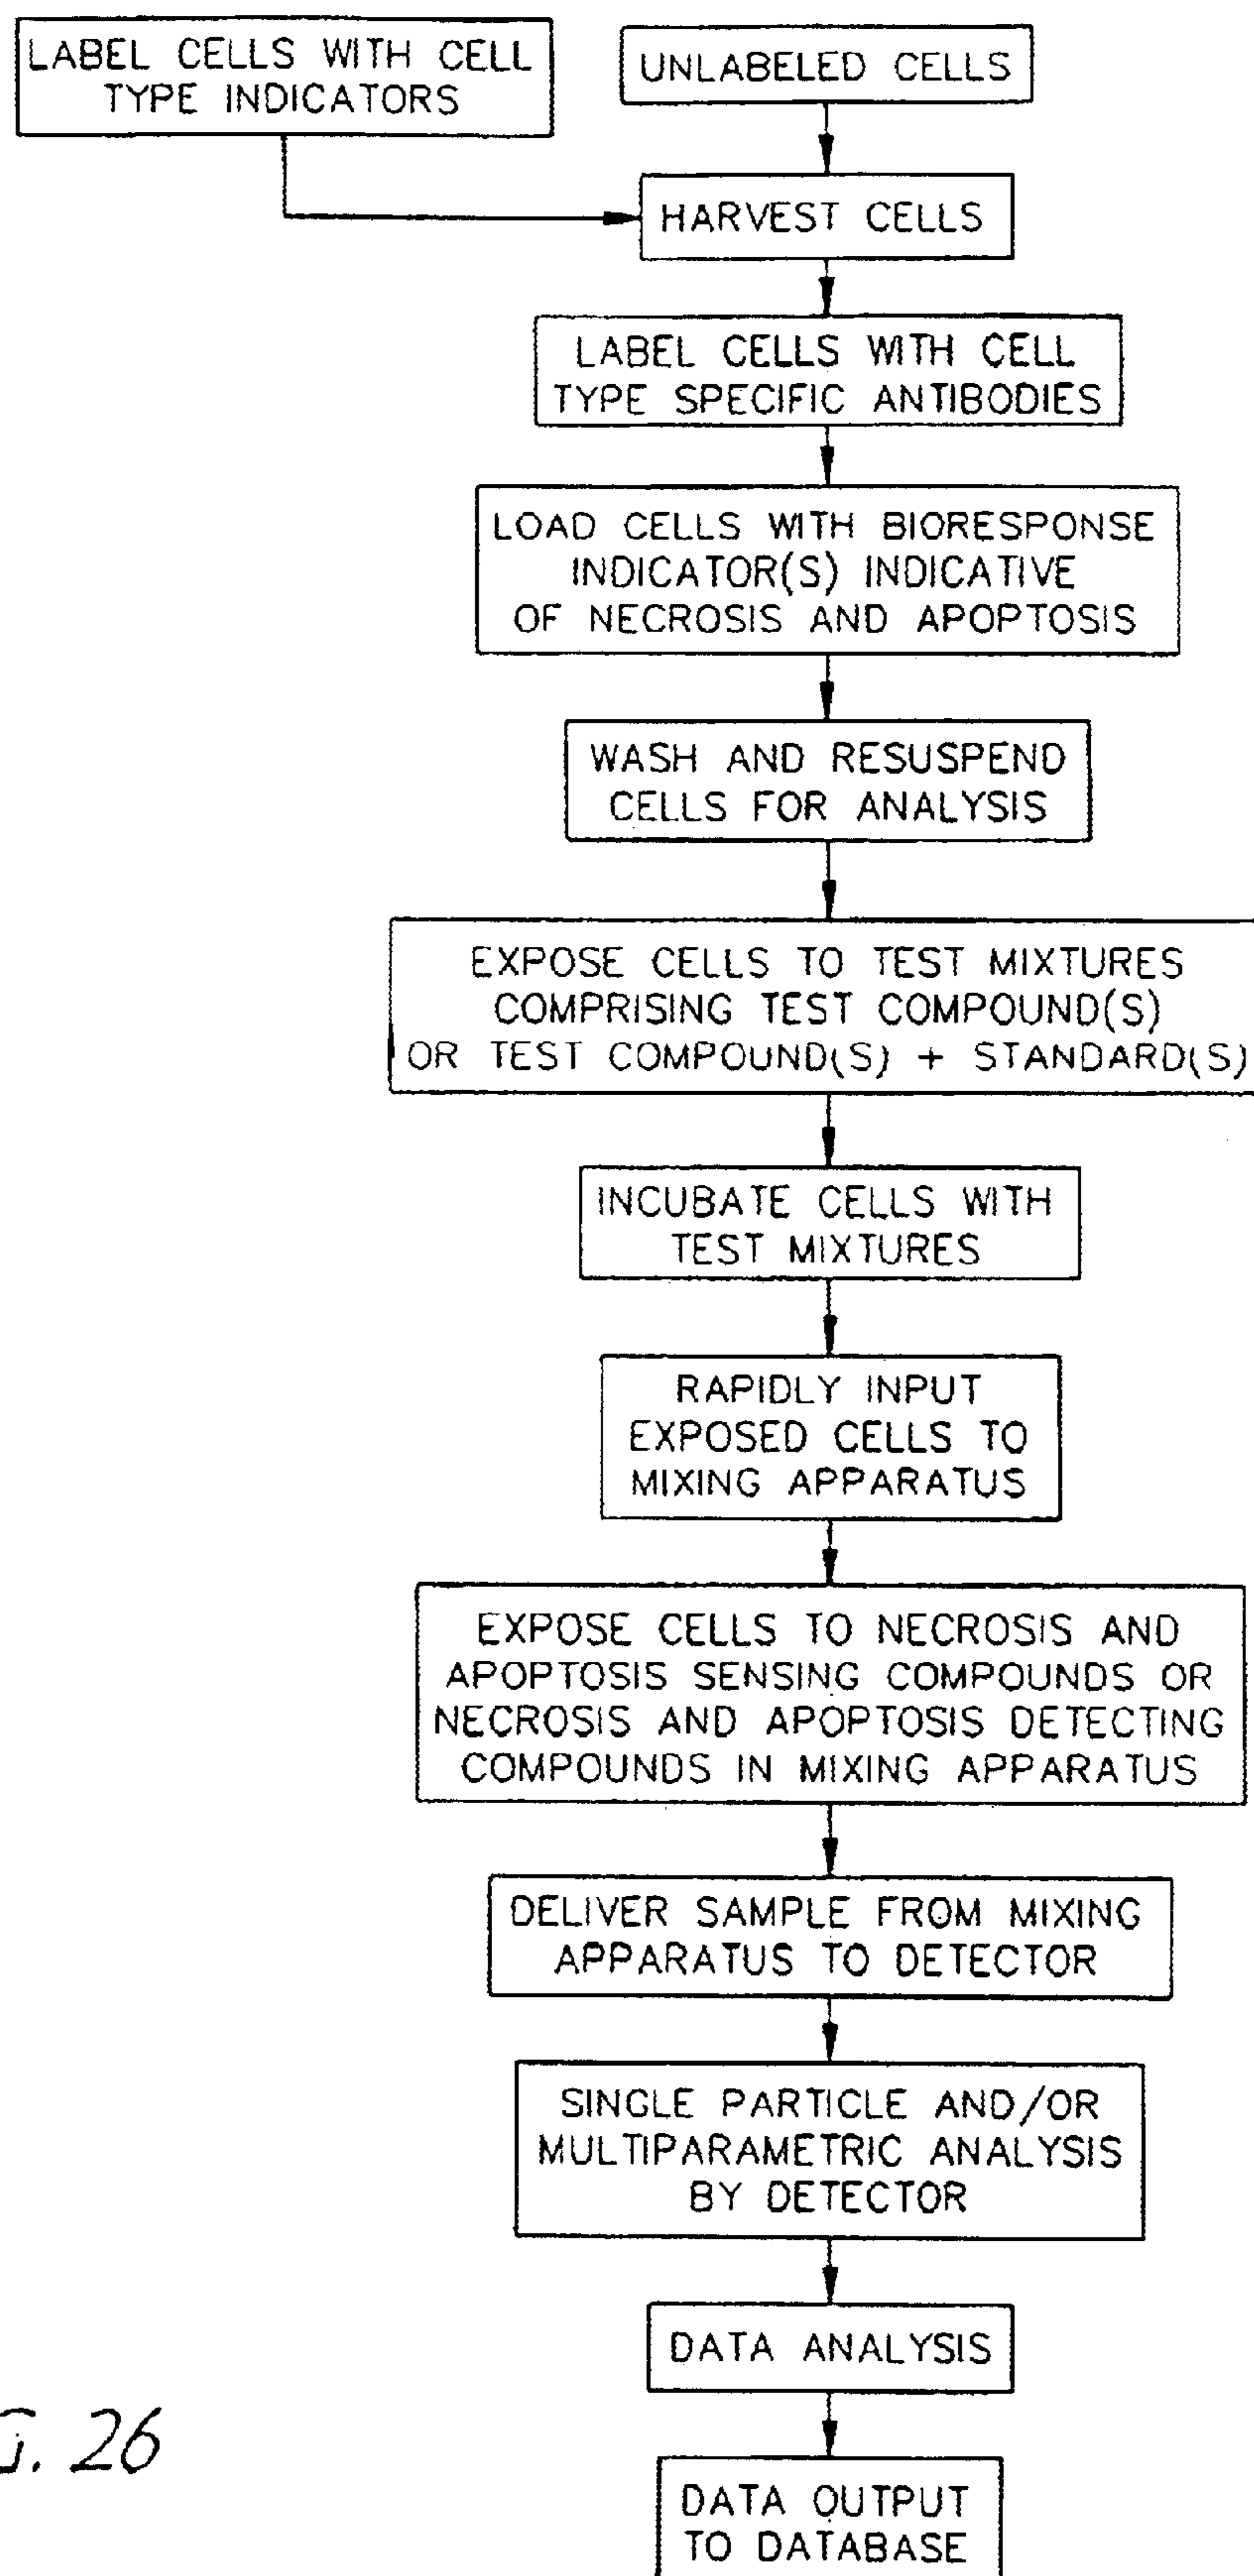 LABEL CELLS WITH CELL
TYPE INDICATORS
UNLABELED CELLS
HARVEST CELLS
LABEL CELLS WITH CELL
TYPE SPECIFIC ANTIBODIES
LOAD CELLS WITH BIORESPONSE
INDICATOR(S) INDICATIVE
OF NECROSIS AND APOPTOSIS
WASH AND RESUSPEND
CELLS FOR ANALYSIS
EXPOSE CELLS TO TEST MIXTURES
COMPRISING TEST COMPOUND(S)
OR TEST COMPOUND(S) + STANDARD(S)
INCUBATE CELLS WITH
TEST MIXTURES
RAPIDLY INPUT
EXPOSED CELLS TO
MIXING APPARATUS
EXPOSE CELLS TO NECROSIS AND
APOPTOSIS SENSING COMPOUNDS OR
NECROSIS AND APOPTOSIS DETECTING
COMPOUNDS IN MIXING APPARATUS
DELIVER SAMPLE FROM MIXING
APPARATUS TO DETECTOR
SINGLE PARTICLE AND/OR
MULTIPARAMETRIC ANALYSIS
BY DETECTOR
DATA ANALYSIS
DATA OUTPUT
TO DATABASE
G. 26